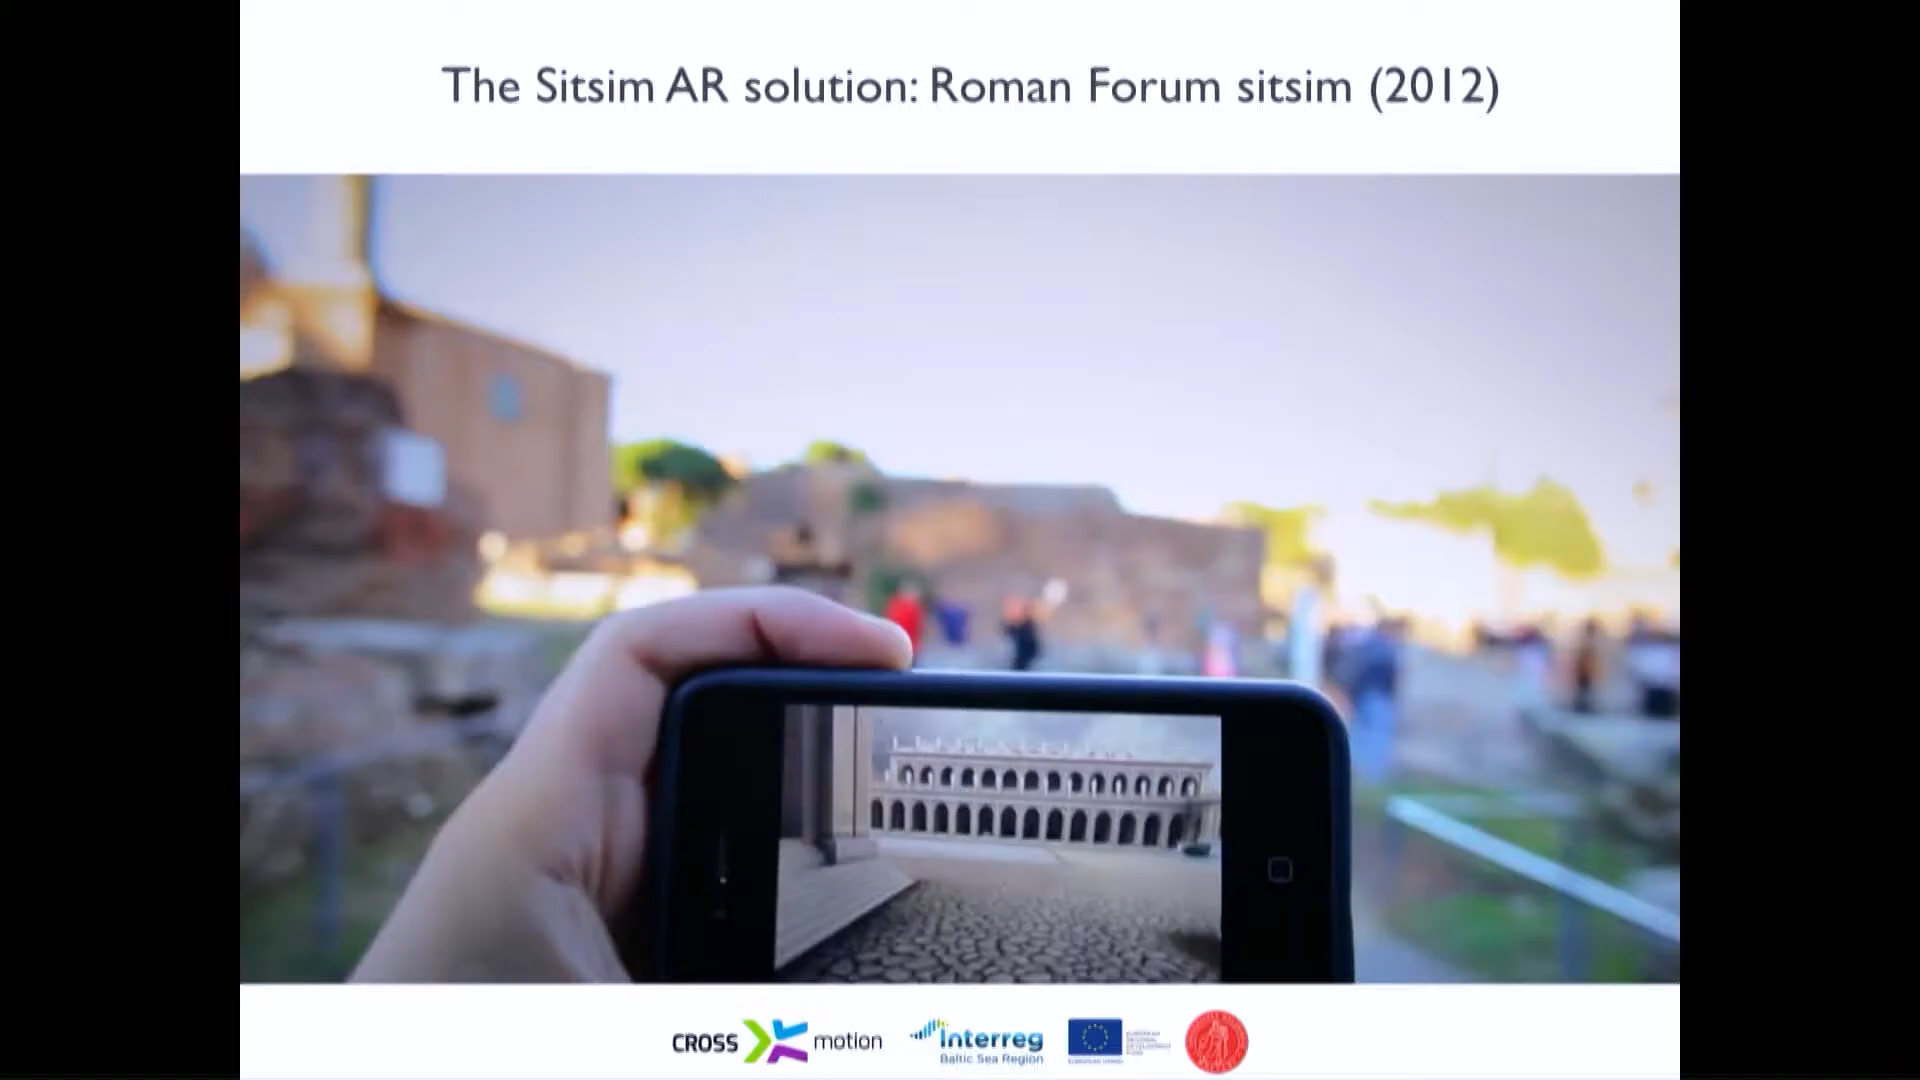 The Sitsim AR solution: Roman Forum sitsim (2012)
CROSS motion
Interreg
Baltic Sea Region